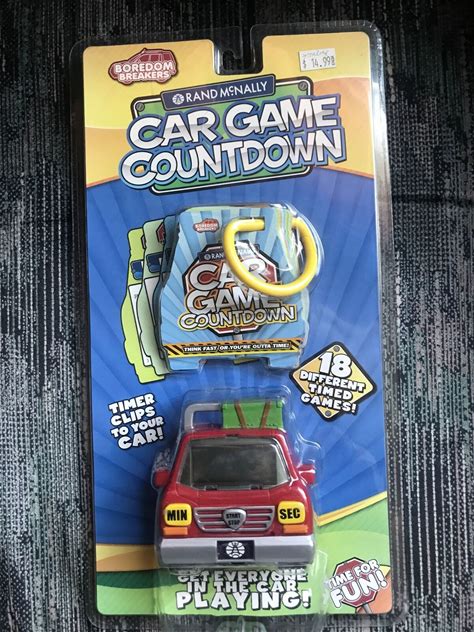 BOREDOM
BREAKERS
$ 14.99
RAND MCNALLY
CAR GAME
COUNTDOWN
BOREDOM
BREAKERS
RAND MCNALLY
CAR
GAME
COUNTDOWN
THINK FAST OR YOU'RE OUTTA TIME!
18
DIFFERENT
TIMED
GAMES!
TIMER
CLIPS
TO YOUR
CAR!
MIN
START
STOP
SEC
GET EVERYONE
IN THE CAR
PLAYING!
TIME FOR
FUN!